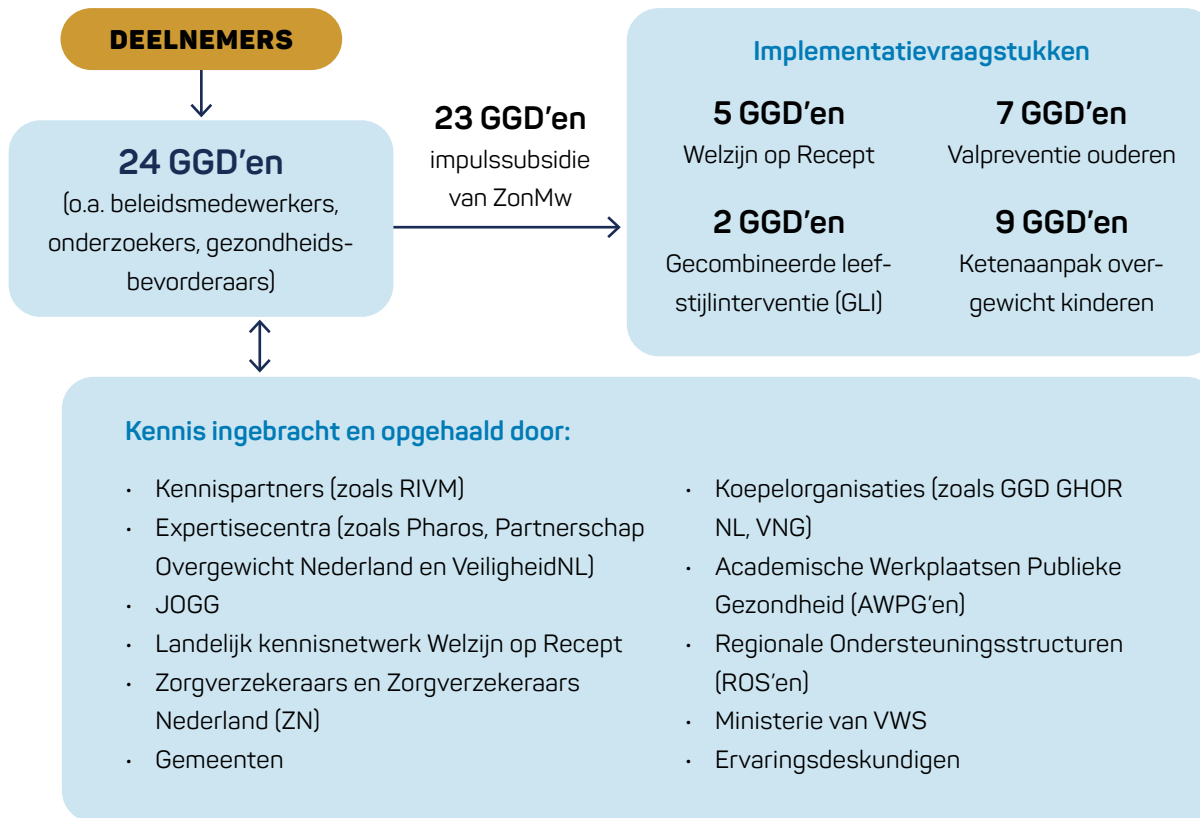 DEELNEMERS
24 GGD'en
(o.a. beleidsmedewerkers,
onderzoekers, gezondheids-
bevorderaars)
23 GGD'en
impulssubsidie
van ZonMw
Implementatievraagstukken
5 GGD'en
Welzijn op Recept
7 GGD'en
Valpreventie ouderen
2 GGD'en
Gecombineerde leef-
stijlinterventie (GLI)
9 GGD'en
Ketenaanpak over-
gewicht kinderen
Kennis ingebracht en opgehaald door:
· Kennispartners (zoals RIVM)
· Expertisecentra (zoals Pharos, Partnerschap
Overgewicht Nederland en VeiligheidNL)
· JOGG
· Landelijk kennisnetwerk Welzijn op Recept
· Zorgverzekeraars en Zorgverzekeraars
Nederland (ZN)
· Gemeenten
· Koepelorganisaties (zoals GGD GHOR
NL, VNG)
· Academische Werkplaatsen Publieke
Gezondheid (AWPG'en)
· Regionale Ondersteuningsstructuren
(ROS'en)
· Ministerie van VWS
· Ervaringsdeskundigen